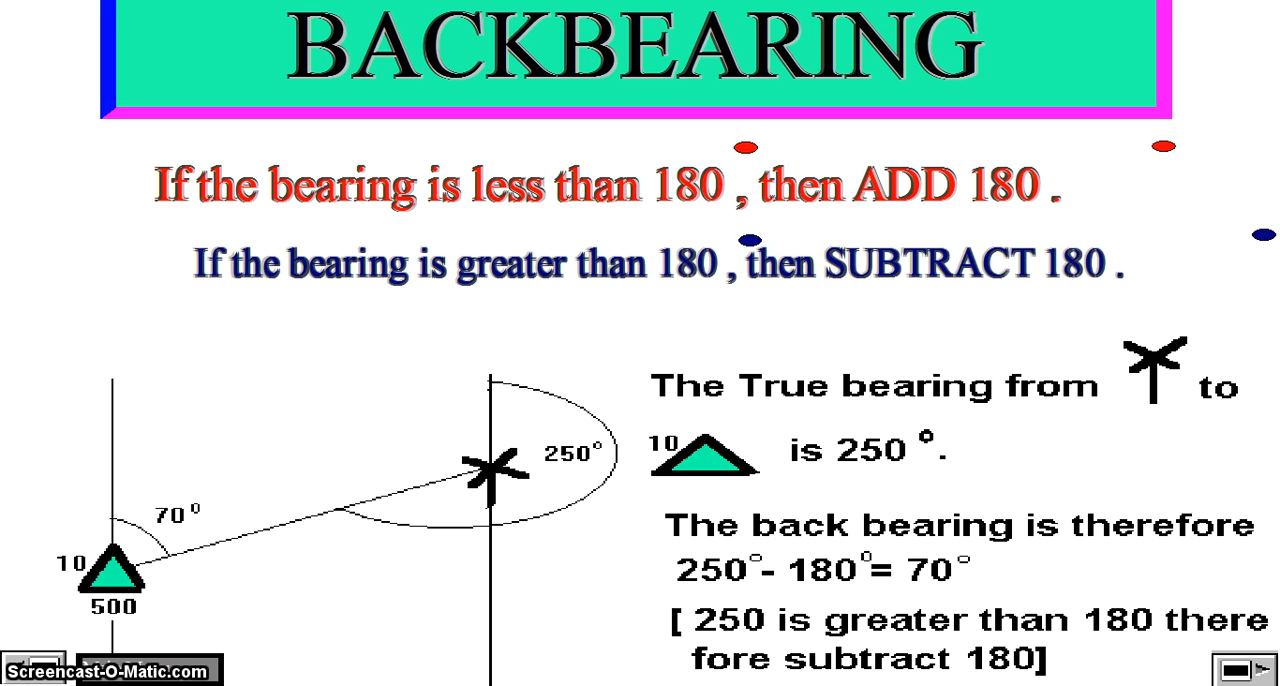 BACKBEARING
If the bearing is less than 180°, then ADD 180°.
If the bearing is greater than 180°, then SUBTRACT 180°.
The True bearing from to
10 is 250°.
250°
70°
10
500
The back bearing is therefore
250°- 180°= 70°
[ 250 is greater than 180 there
fore subtract 180]
Screencast-O-Matic.com